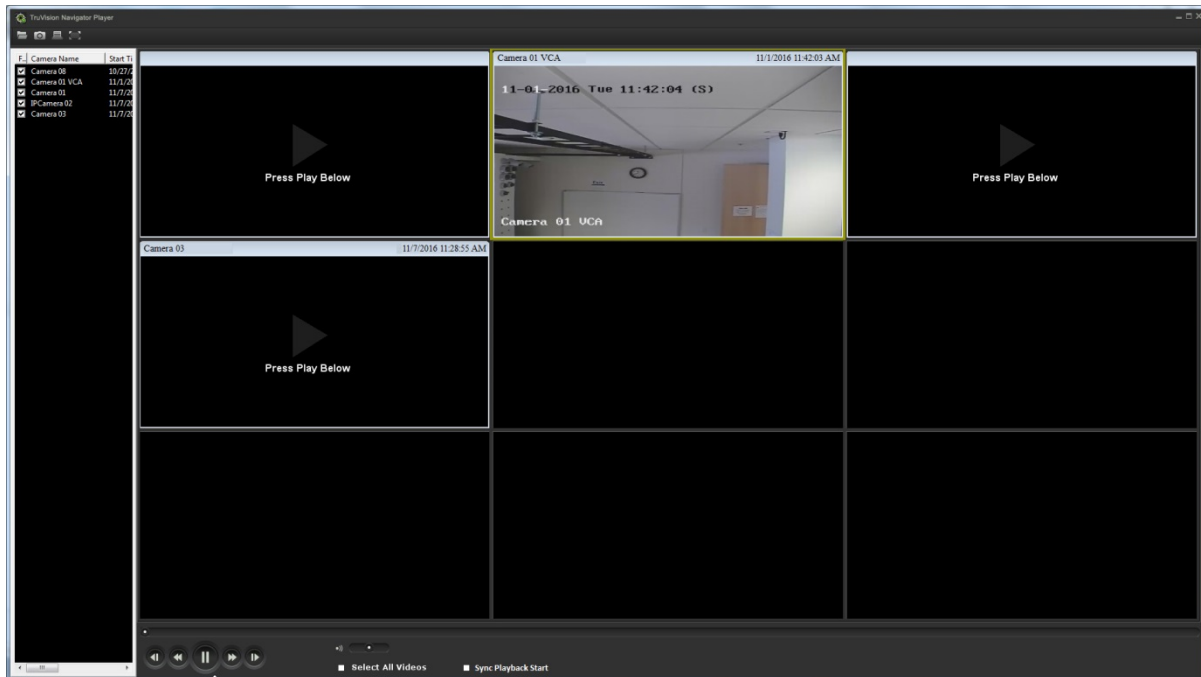 TruVision Navigator Player
F... Camera Name Start Ti
Camera 08 10/27/2
Camera 01 VCA 11/1/20
Camera 01 11/7/20
IPCamera 02 11/7/20
Camera 03 11/7/20
Camera 01 VCA 11/1/2016 11:42:03 AM
11-01-2016 Tue 11:42:04 (S)
Camera 01 VCA
Press Play Below
Press Play Below
Camera 03 11/7/2016 11:28:55 AM
Press Play Below
Select All Videos
Sync Playback Start